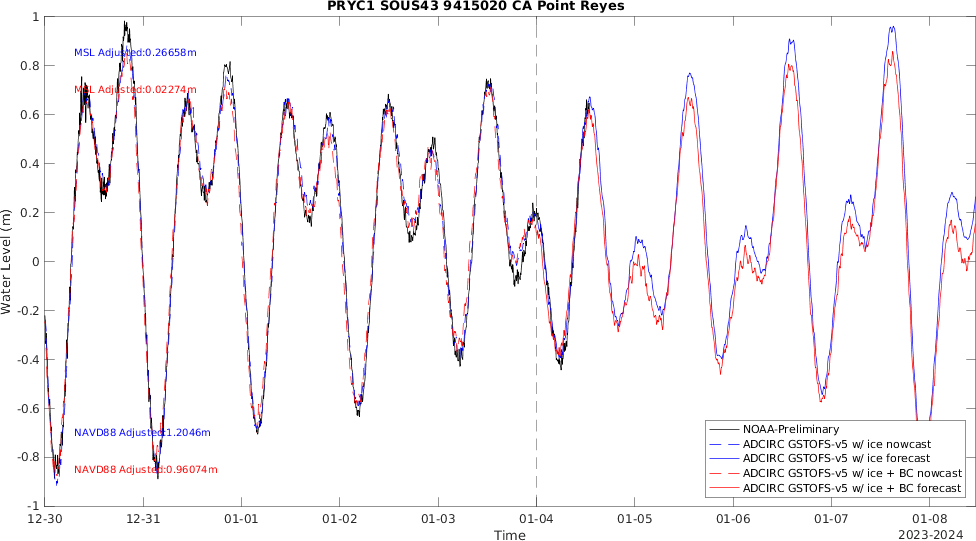 PRYC1 SOUS43 9415020 CA Point Reyes
MSL Adjusted:0.26658m
MSL Adjusted:0.02274m
NAVD88 Adjusted:1.2046m
NAVD88 Adjusted:0.96074m
Water Level (m)
1
0.8
0.6
0.4
0.2
0
-0.2
-0.4
-0.6
-0.8
-1
NOAA-Preliminary
ADCIRC GSTOFS-v5 w/ ice nowcast
ADCIRC GSTOFS-v5 w/ ice forecast
ADCIRC GSTOFS-v5 w/ ice + BC nowcast
ADCIRC GSTOFS-v5 w/ ice + BC forecast
12-30 12-31 01-01 01-02 01-03 01-04 01-05 01-06 01-07 01-08
Time
2023-2024